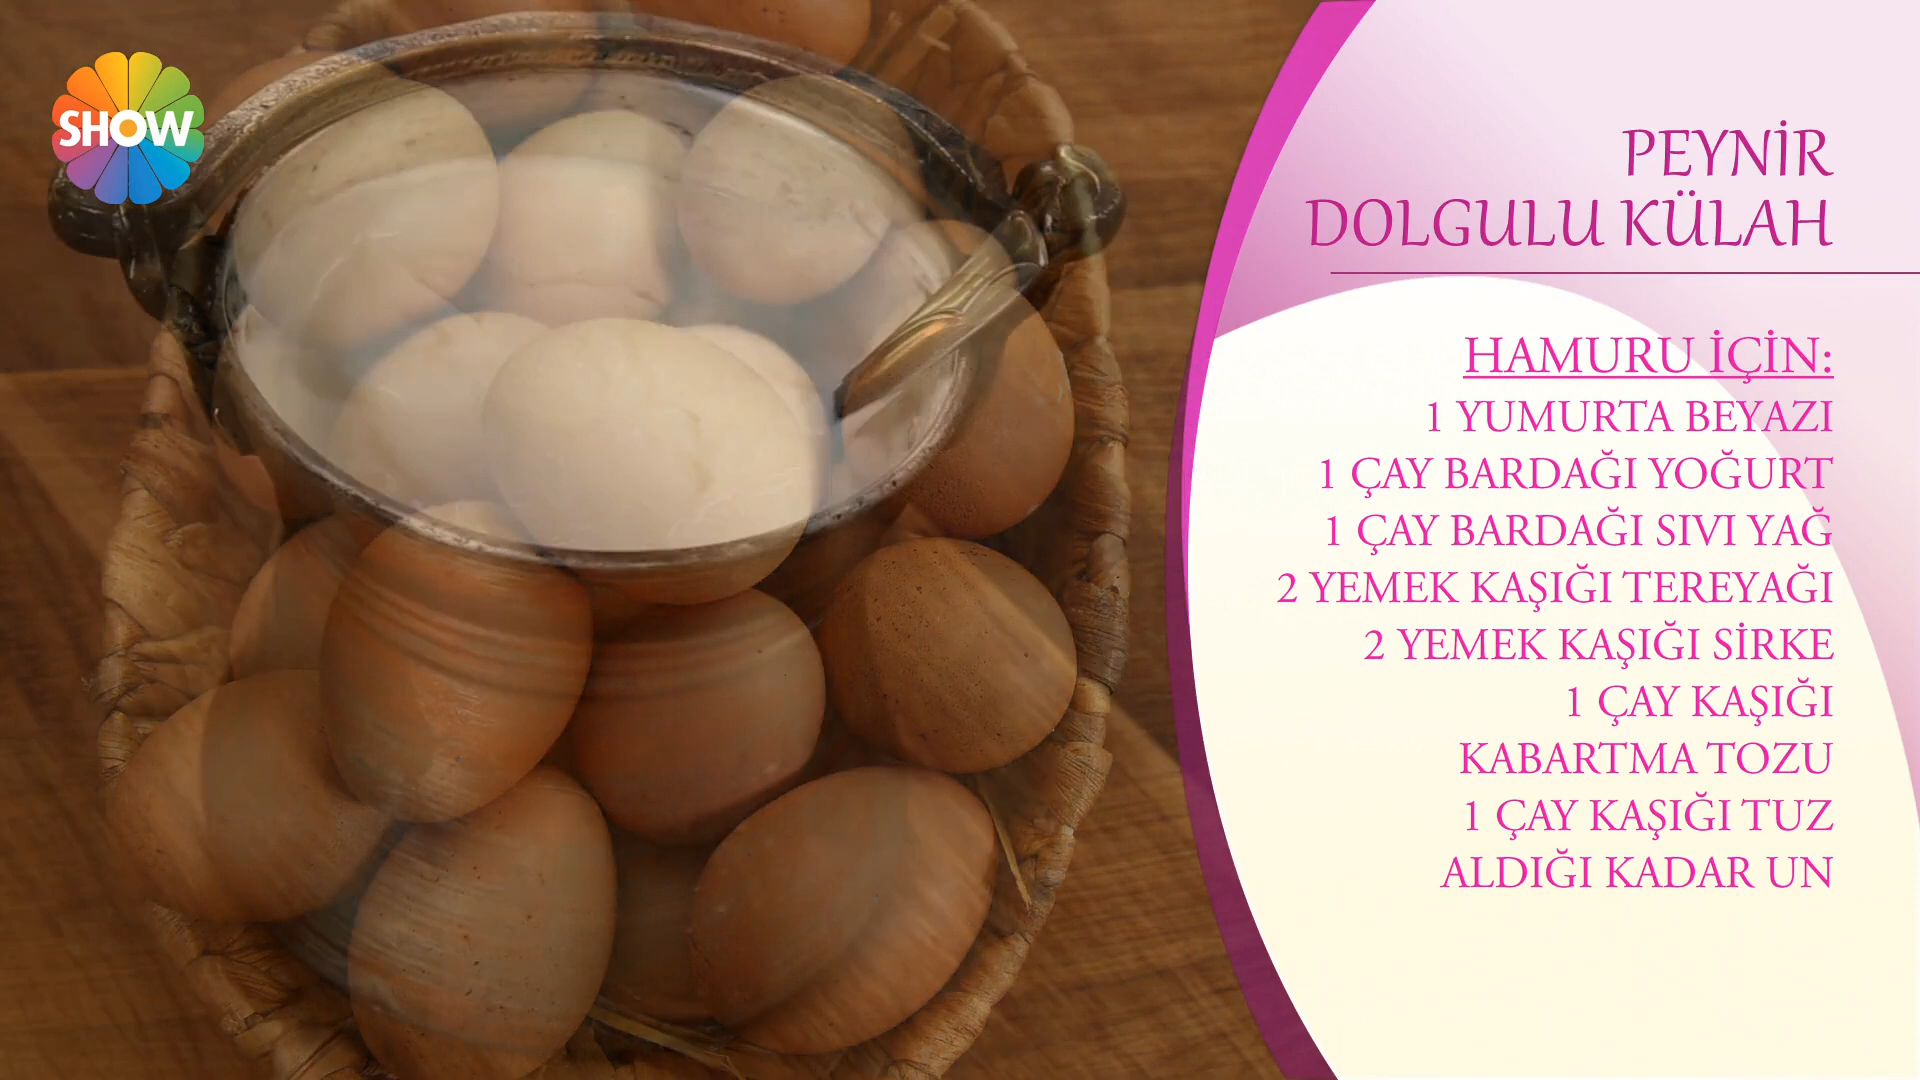 SHOW
PEYNİR
DOLGULU KÜLAH
HAMURU İÇİN:
1 YUMURTA BEYAZI
1 ÇAY BARDAĞI YOĞURT
1 ÇAY BARDAĞI SIVI YAĞ
2 YEMEK KAŞIĞI TEREYAĞI
2 YEMEK KAŞIĞI SİRKE
1 ÇAY KAŞIĞI
KABARTMA TOZU
1 ÇAY KAŞIĞI TUZ
ALDIĞI KADAR UN